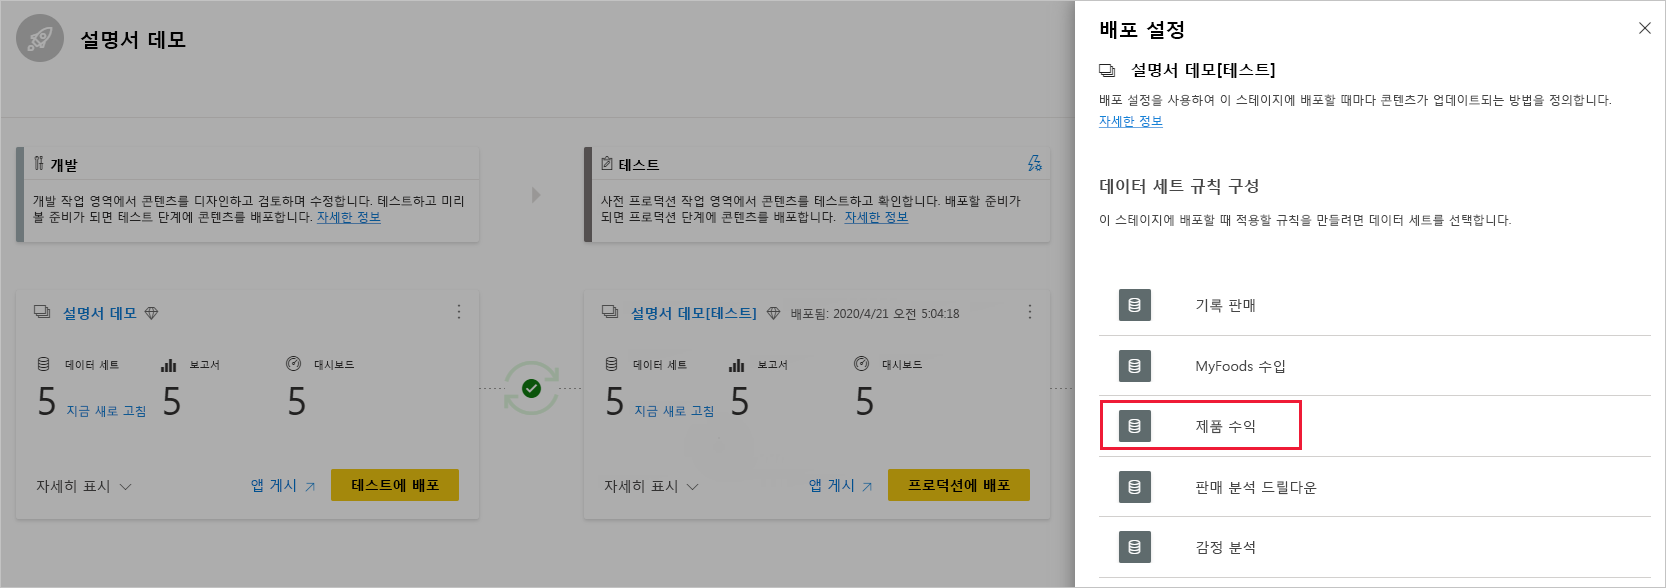 설명서 데모
개발
개발 작업 영역에서 콘텐츠를 디자인하고 검토하며 수정합니다. 테스트하고 미리
볼 준비가 되면 테스트 단계에 콘텐츠를 배포합니다. 자세한 정보
테스트
사전 프로덕션 작업 영역에서 콘텐츠를 테스트하고 확인합니다. 배포할 준비가
되면 프로덕션 단계에 콘텐츠를 배포합니다. 자세한 정보
설명서 데모
데이터 세트 보고서 대시보드
5 지금 새로 고침 5 5
자세히 표시 앱 게시 테스트에 배포
설명서 데모[테스트] 배포됨: 2020/4/21 오전 5:04:18
데이터 세트 보고서 대시보드
5 지금 새로 고침 5 5
자세히 표시 앱 게시 프로덕션에 배포
배포 설정
설명서 데모[테스트]
배포 설정을 사용하여 이 스테이지에 배포할 때마다 콘텐츠가 업데이트되는 방법을 정의합니다.
자세한 정보
데이터 세트 규칙 구성
이 스테이지에 배포할 때 적용할 규칙을 만들려면 데이터 세트를 선택합니다.
기록 판매
MyFoods 수입
제품 수익
판매 분석 드릴다운
감정 분석